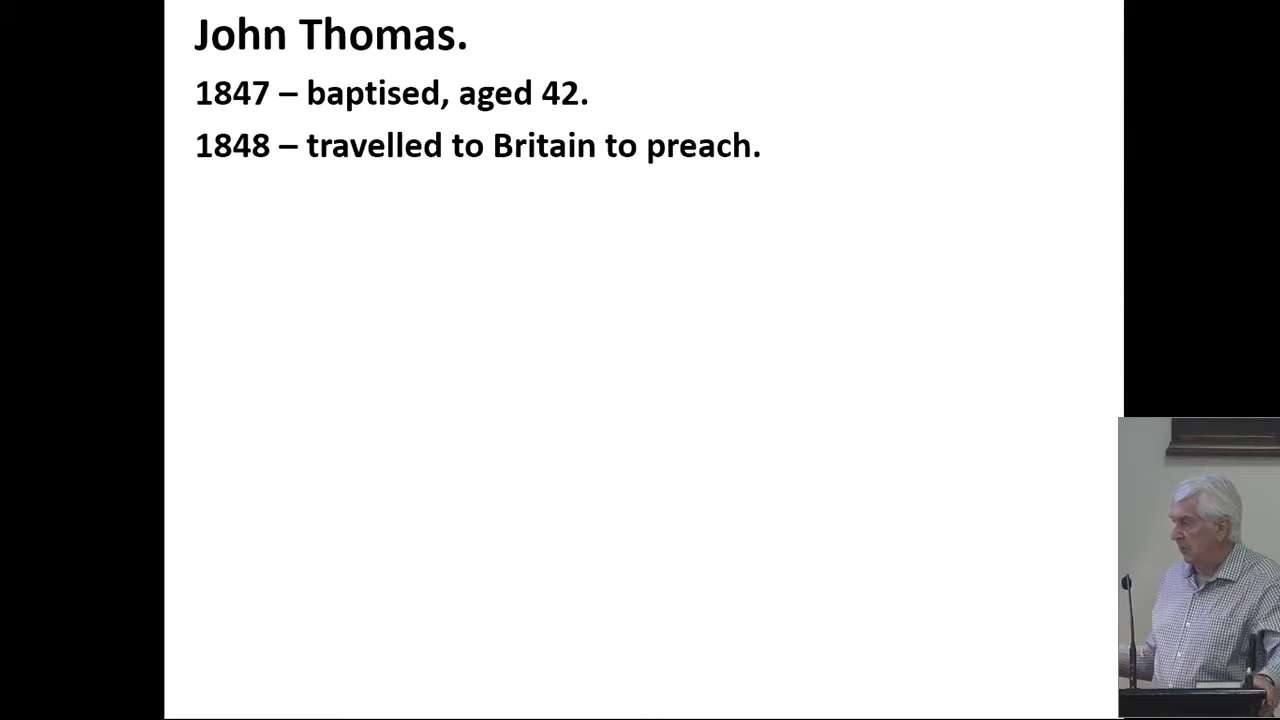 John Thomas.
1847 – baptised, aged 42.
1848 – travelled to Britain to preach.